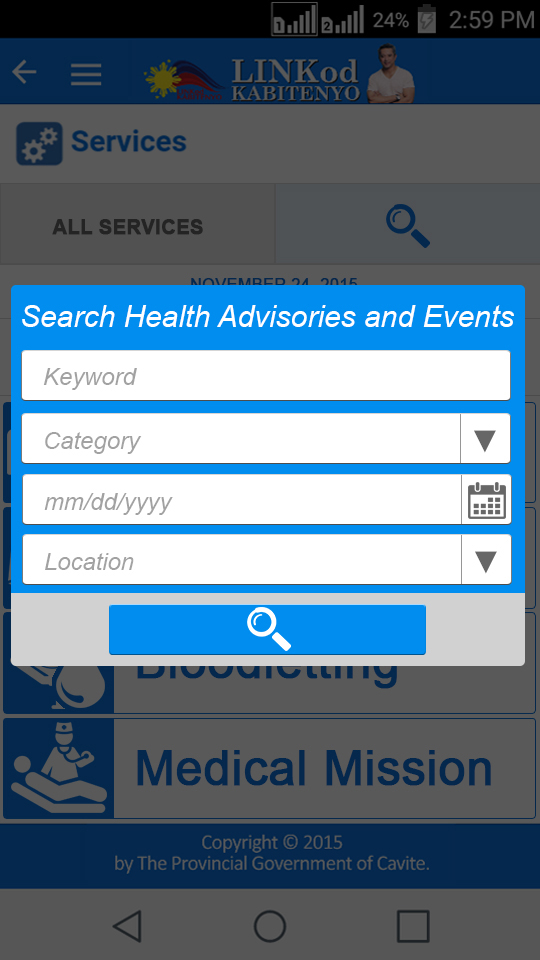 1 2 24% 2:59 PM
LINKod
KABITENYO
Services
ALL SERVICES
NOVEMBER 24, 2015
Search Health Advisories and Events
Keyword
Category
mm/dd/yyyy
Location
Bloodletting
Medical Mission
Copyright © 2015
by The Provincial Government of Cavite.